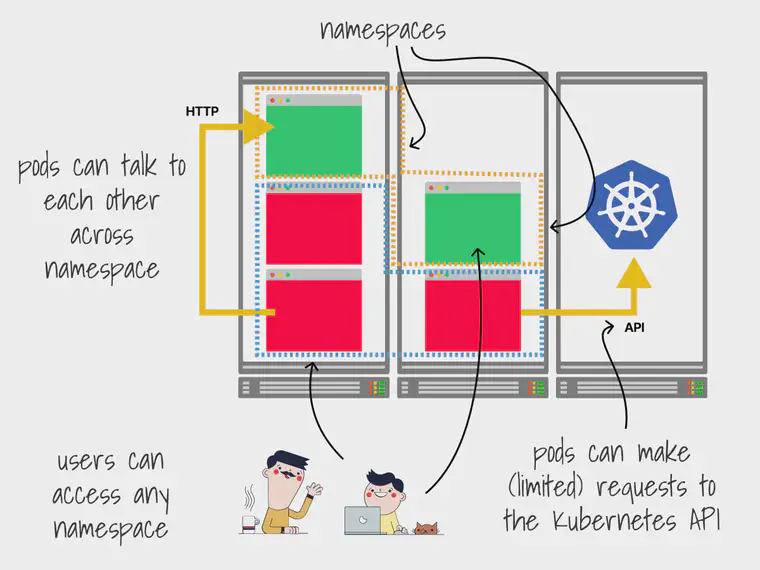 namespaces
HTTP
pods can talk to
each other
across
namespace
API
users can
access any
namespace
pods can make
(limited) requests to
the Kubernetes API